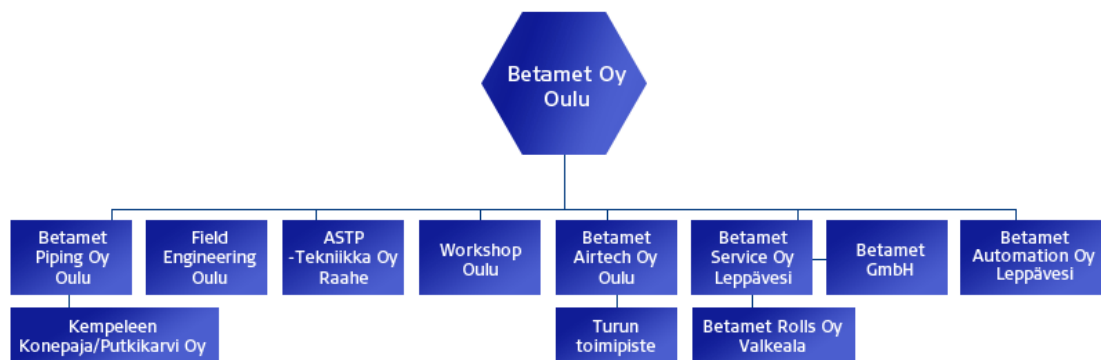 Betamet Oy
Oulu
Betamet
Piping Oy
Oulu
Field
Engineering
Oulu
ASTP
-Tekniikka Oy
Raahe
Workshop
Oulu
Betamet
Airtech Oy
Oulu
Betamet
Service Oy
Leppävesi
Betamet
GmbH
Betamet
Automation Oy
Leppävesi
Kempeleen
Konepaja/Putkikarvi Oy
Turun
toimipiste
Betamet Rolls Oy
Valkeala